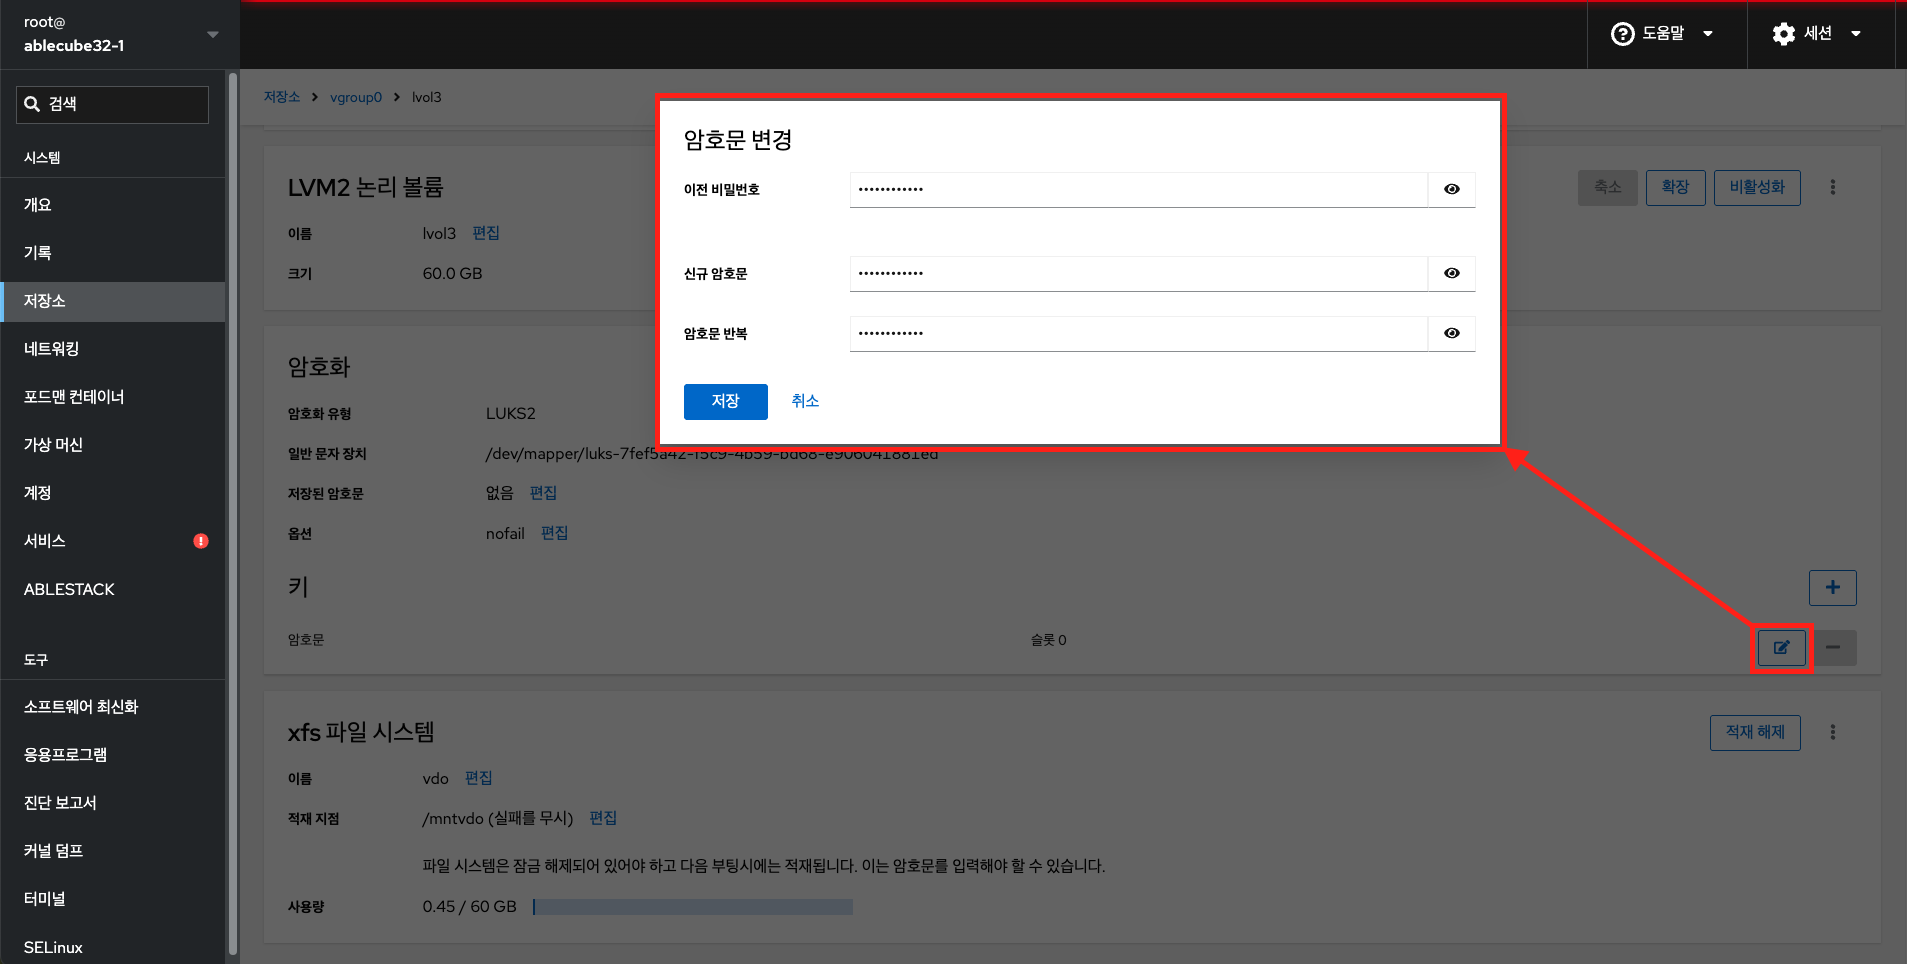 root@
ablecube32-1
도움말
세션
검색
시스템
개요
기록
저장소
네트워킹
포드맨 컨테이너
가상 머신
계정
서비스
ABLESTACK
도구
소프트웨어 최신화
응용프로그램
진단 보고서
커널 덤프
터미널
SELinux
저장소 > vgroup0 > lvol3
암호문 변경
이전 비밀번호 ••••••••••••
신규 암호문 ••••••••••••
암호문 반복 ••••••••••••
저장 취소
LVM2 논리 볼륨
축소 확장 비활성화
이름 lvol3 편집
크기 60.0 GB
암호화
암호화 유형 LUKS2
일반 문자 장치 /dev/mapper/luks-7fef5a42-f5c9-4b59-bd68-e906041881ed
저장된 암호문 없음 편집
옵션 nofail 편집
키
암호문 슬롯 0
xfs 파일 시스템
적재 해제
이름 vdo 편집
적재 지점 /mntvdo (실패를 무시) 편집
파일 시스템은 잠금 해제되어 있어야 하고 다음 부팅시에는 적재됩니다. 이는 암호문를 입력해야 할 수 있습니다.
사용량 0.45 / 60 GB